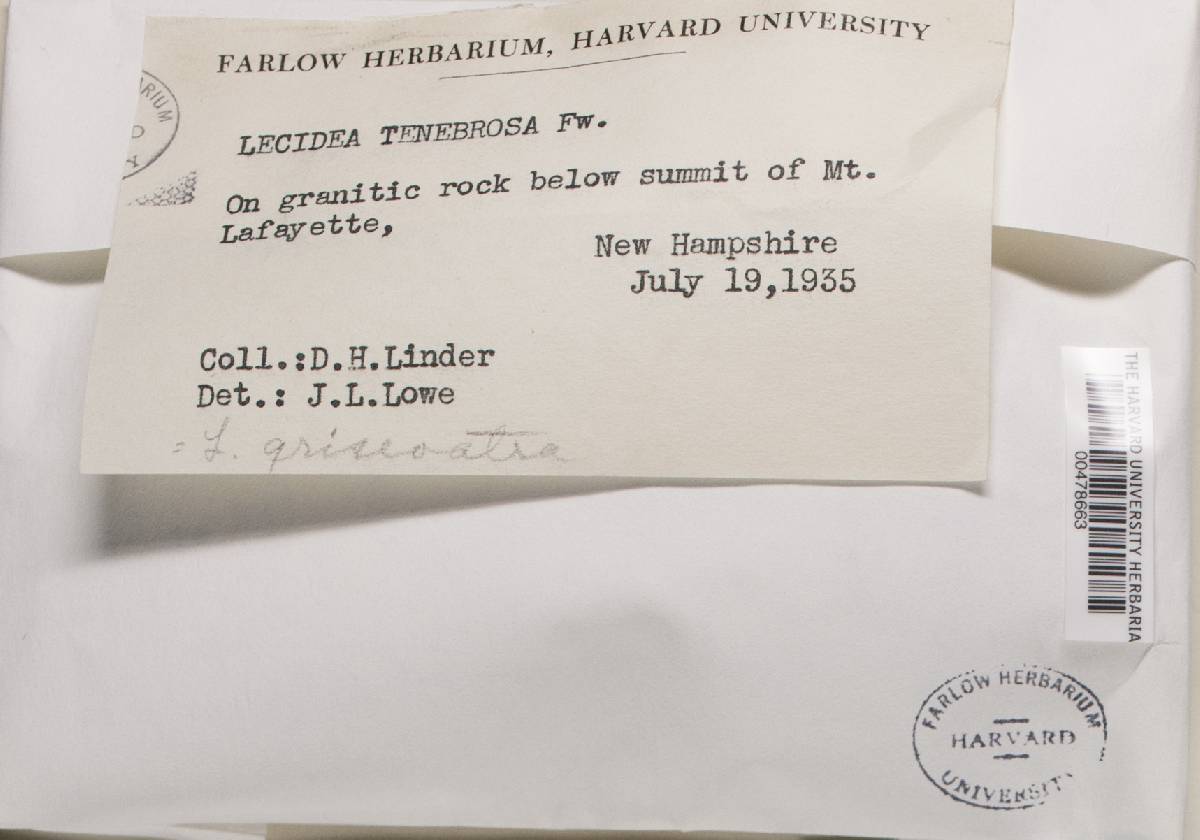 FARLOW HERBARIUM, HARVARD UNIVERSITY
LECIDEA TENEBROSA Fw.
On granitic rock below summit of Mt.
Lafayette,
New Hampshire
July 19,1935
Coll.:D.H.Linder
Det.: J.L.Lowe
= L. griseoatra
THE HARVARD UNIVERSITY HERBARIA
00478663
FARLOW HERBARIUM
HARVARD
UNIVERSITY